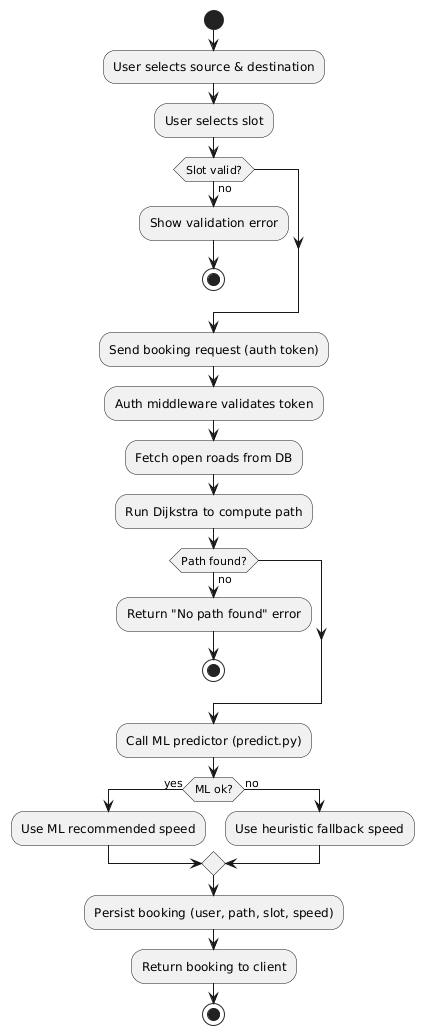 User selects source & destination
User selects slot
Slot valid?
no
Show validation error
Send booking request (auth token)
Auth middleware validates token
Fetch open roads from DB
Run Dijkstra to compute path
Path found?
no
Return "No path found" error
Call ML predictor (predict.py)
yes
ML ok?
no
Use ML recommended speed
Use heuristic fallback speed
Persist booking (user, path, slot, speed)
Return booking to client